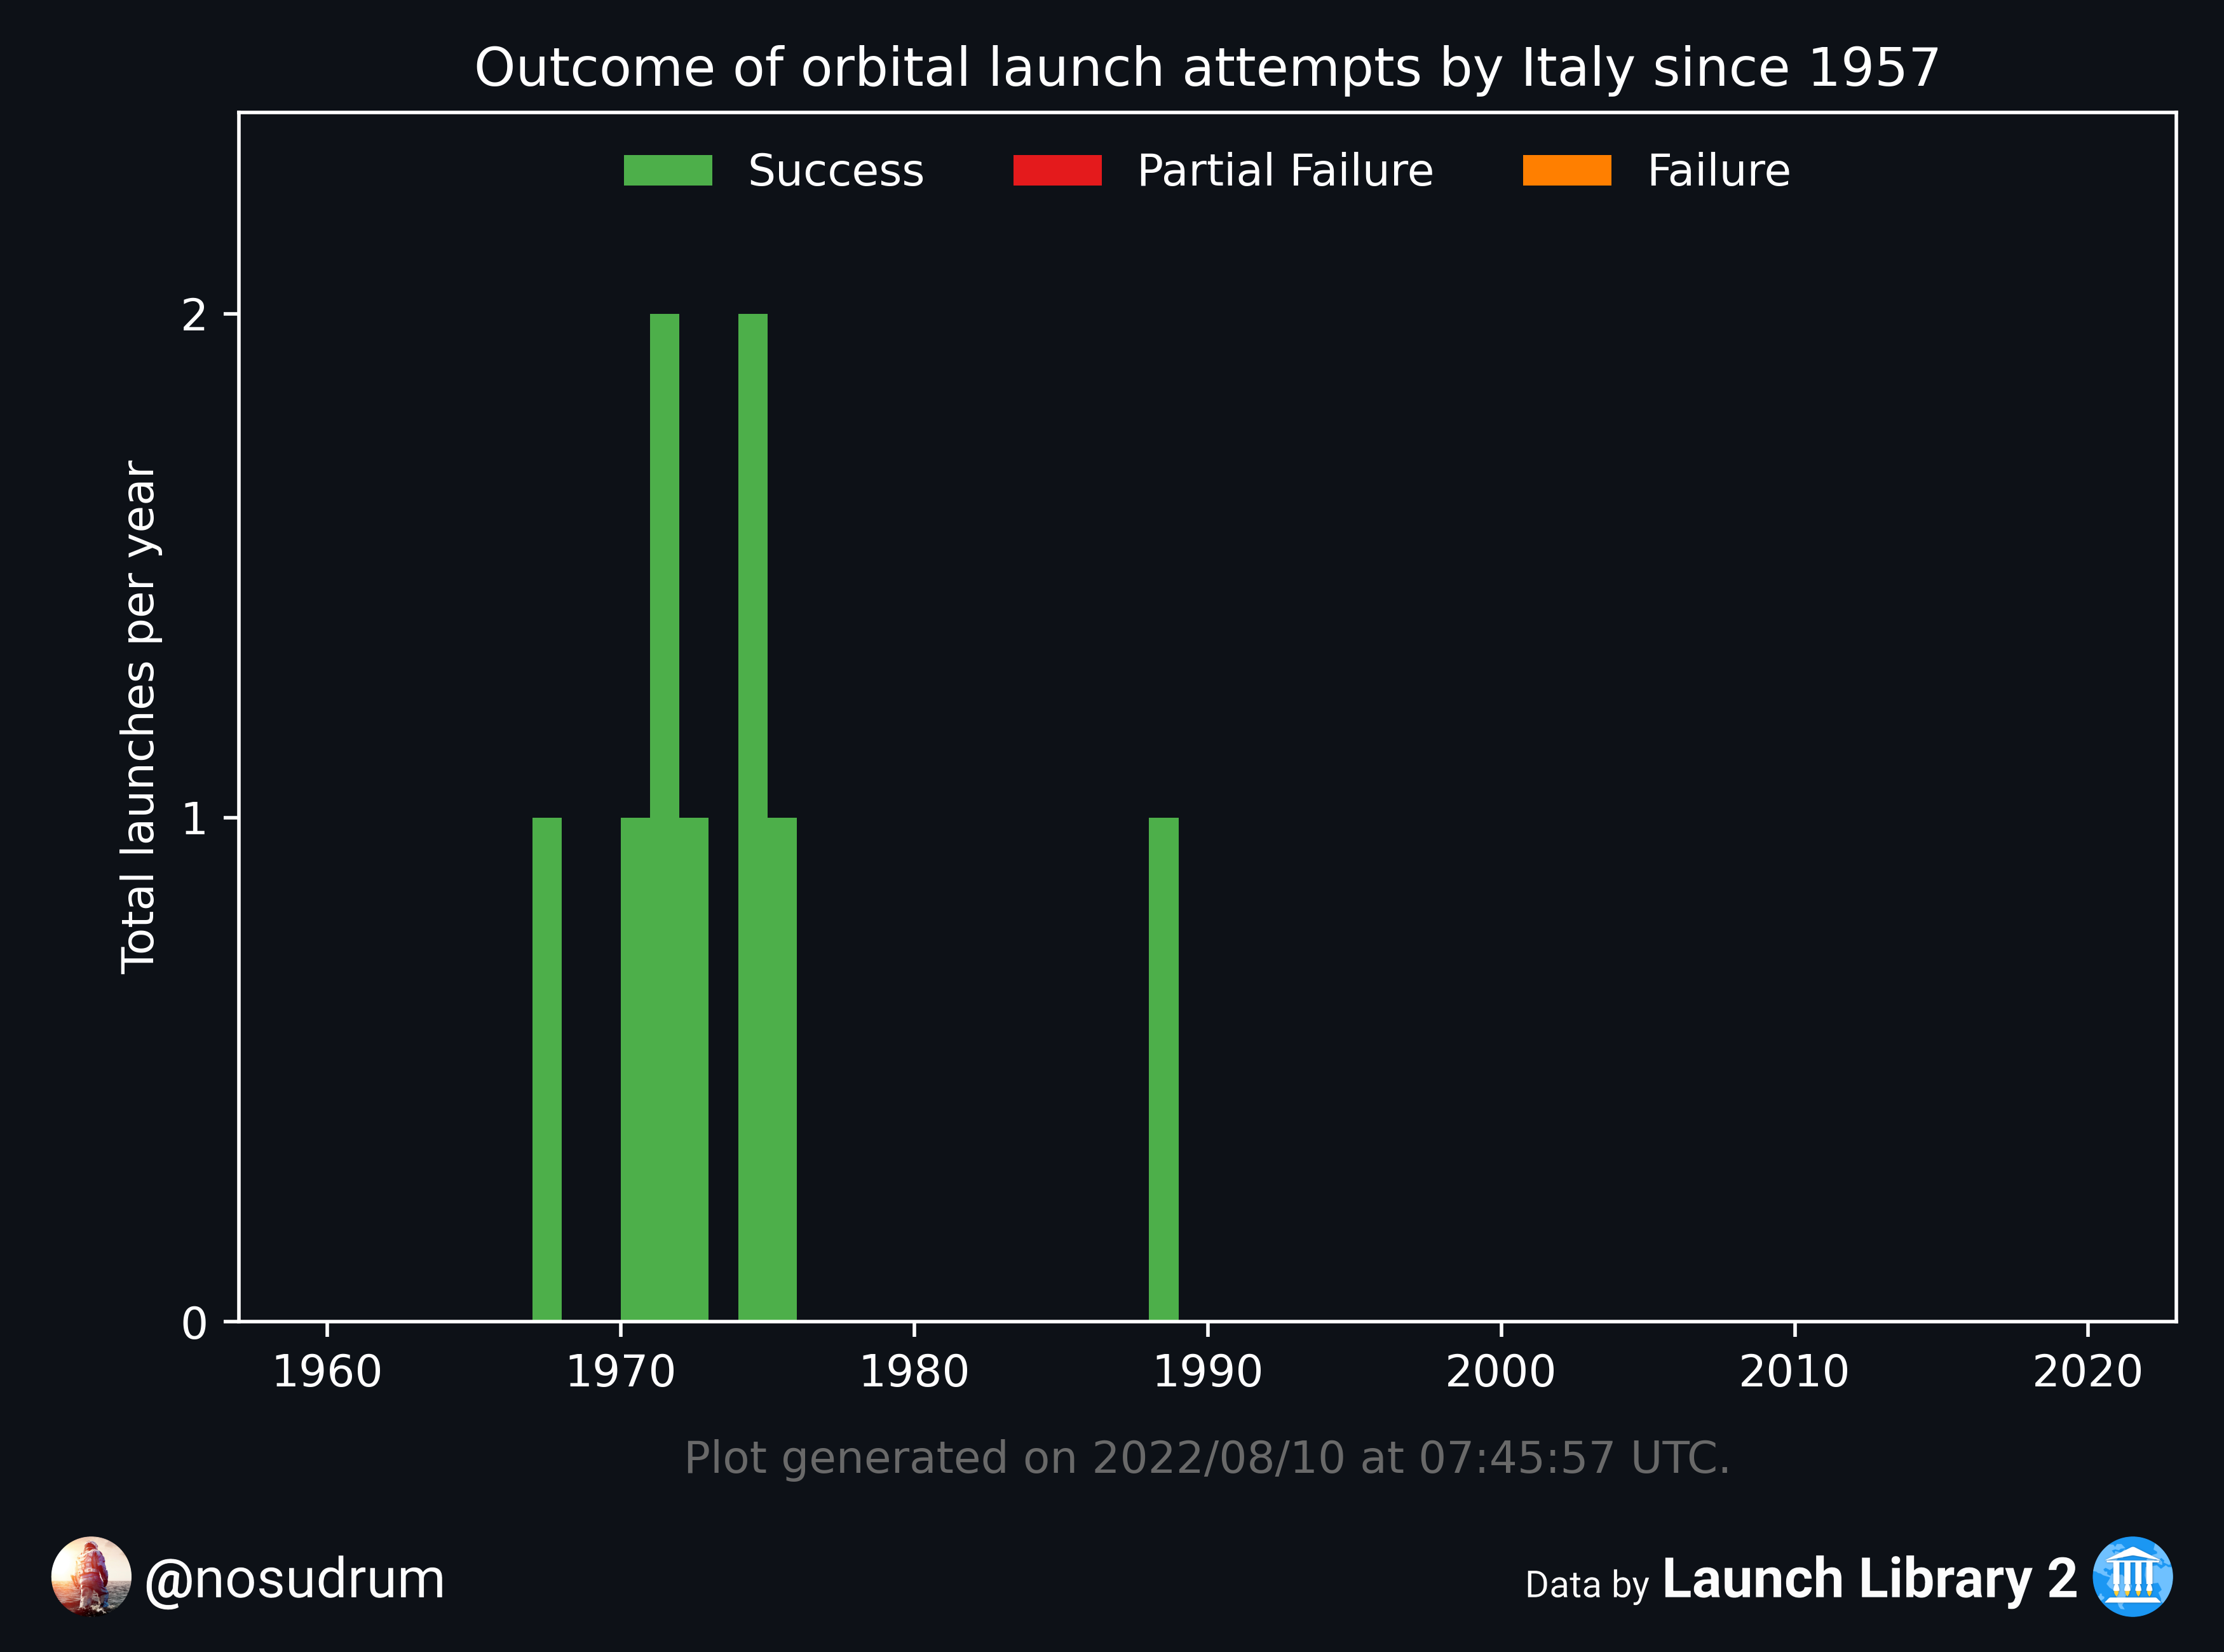 Outcome of orbital launch attempts by Italy since 1957
Success Partial Failure Failure
Total launches per year
2
1
0
1960 1970 1980 1990 2000 2010 2020
Plot generated on 2022/08/10 at 07:45:57 UTC.
@nosudrum
Data by Launch Library 2